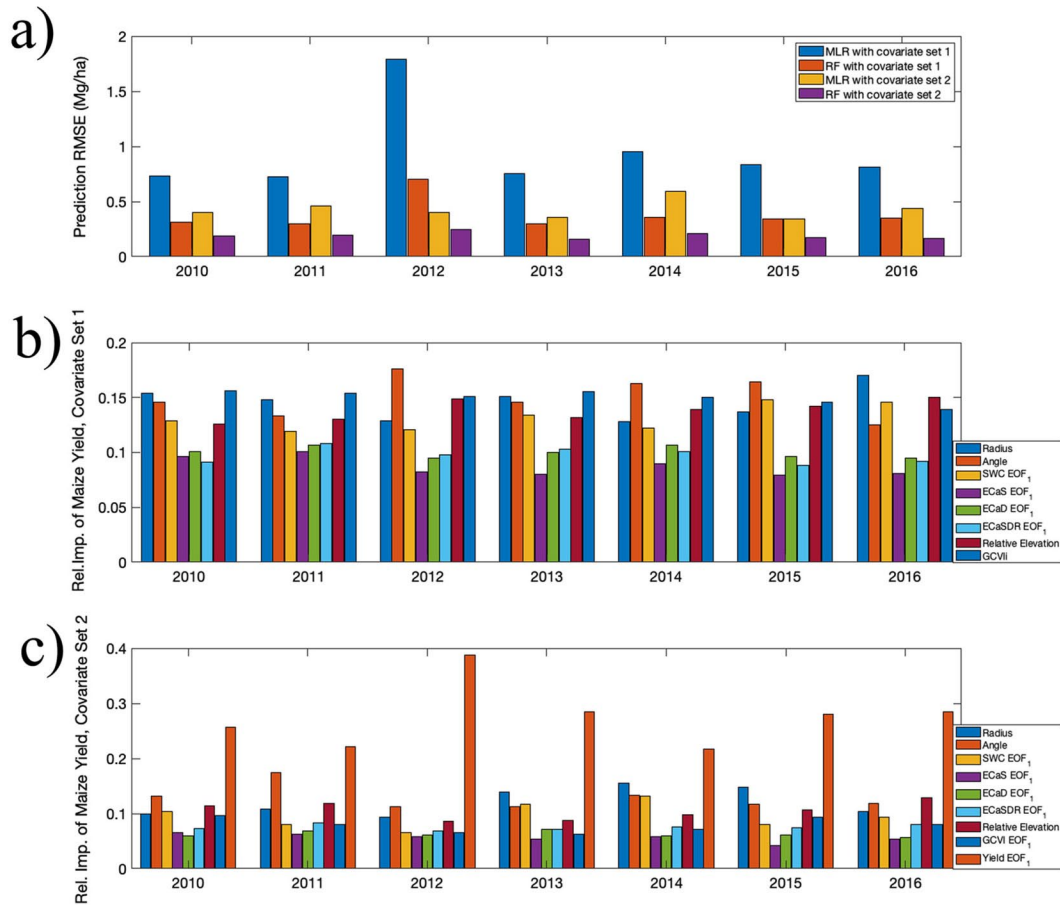 a)
Prediction RMSE (Mg/ha)
2
1.5
1
0.5
0
MLR with covariate set 1
RF with covariate set 1
MLR with covariate set 2
RF with covariate set 2
2010 2011 2012 2013 2014 2015 2016
b)
Rel.Imp. of Maize Yield, Covariate Set 1
0.2
0.15
0.1
0.05
0
Radius
Angle
SWC EOF1
ECaS EOF1
ECaD EOF1
ECaSDR EOF1
Relative Elevation
GCVIi
2010 2011 2012 2013 2014 2015 2016
c)
Rel. Imp. of Maize Yield, Covariate Set 2
0.4
0.3
0.2
0.1
0
Radius
Angle
SWC EOF1
ECaS EOF1
ECaD EOF1
ECaSDR EOF1
Relative Elevation
GCVI EOF1
Yield EOF1
2010 2011 2012 2013 2014 2015 2016